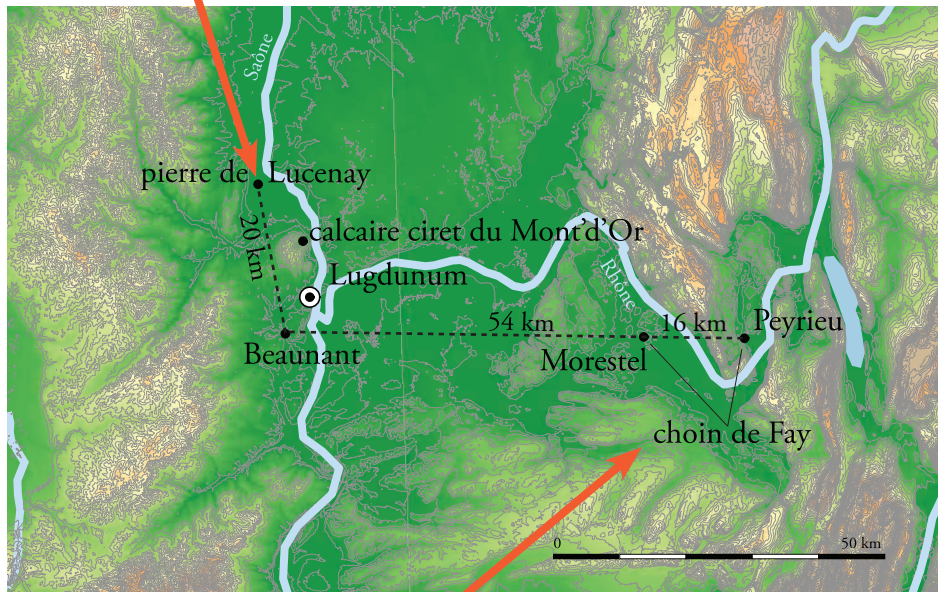 Saône
pierre de Lucenay
20 km
calcaire ciret du Mont'd'Or
Lugdunum
Rhône
54 km
16 km
Peyrieu
Beaunant
Morestel
choin de Fay
0
50 km